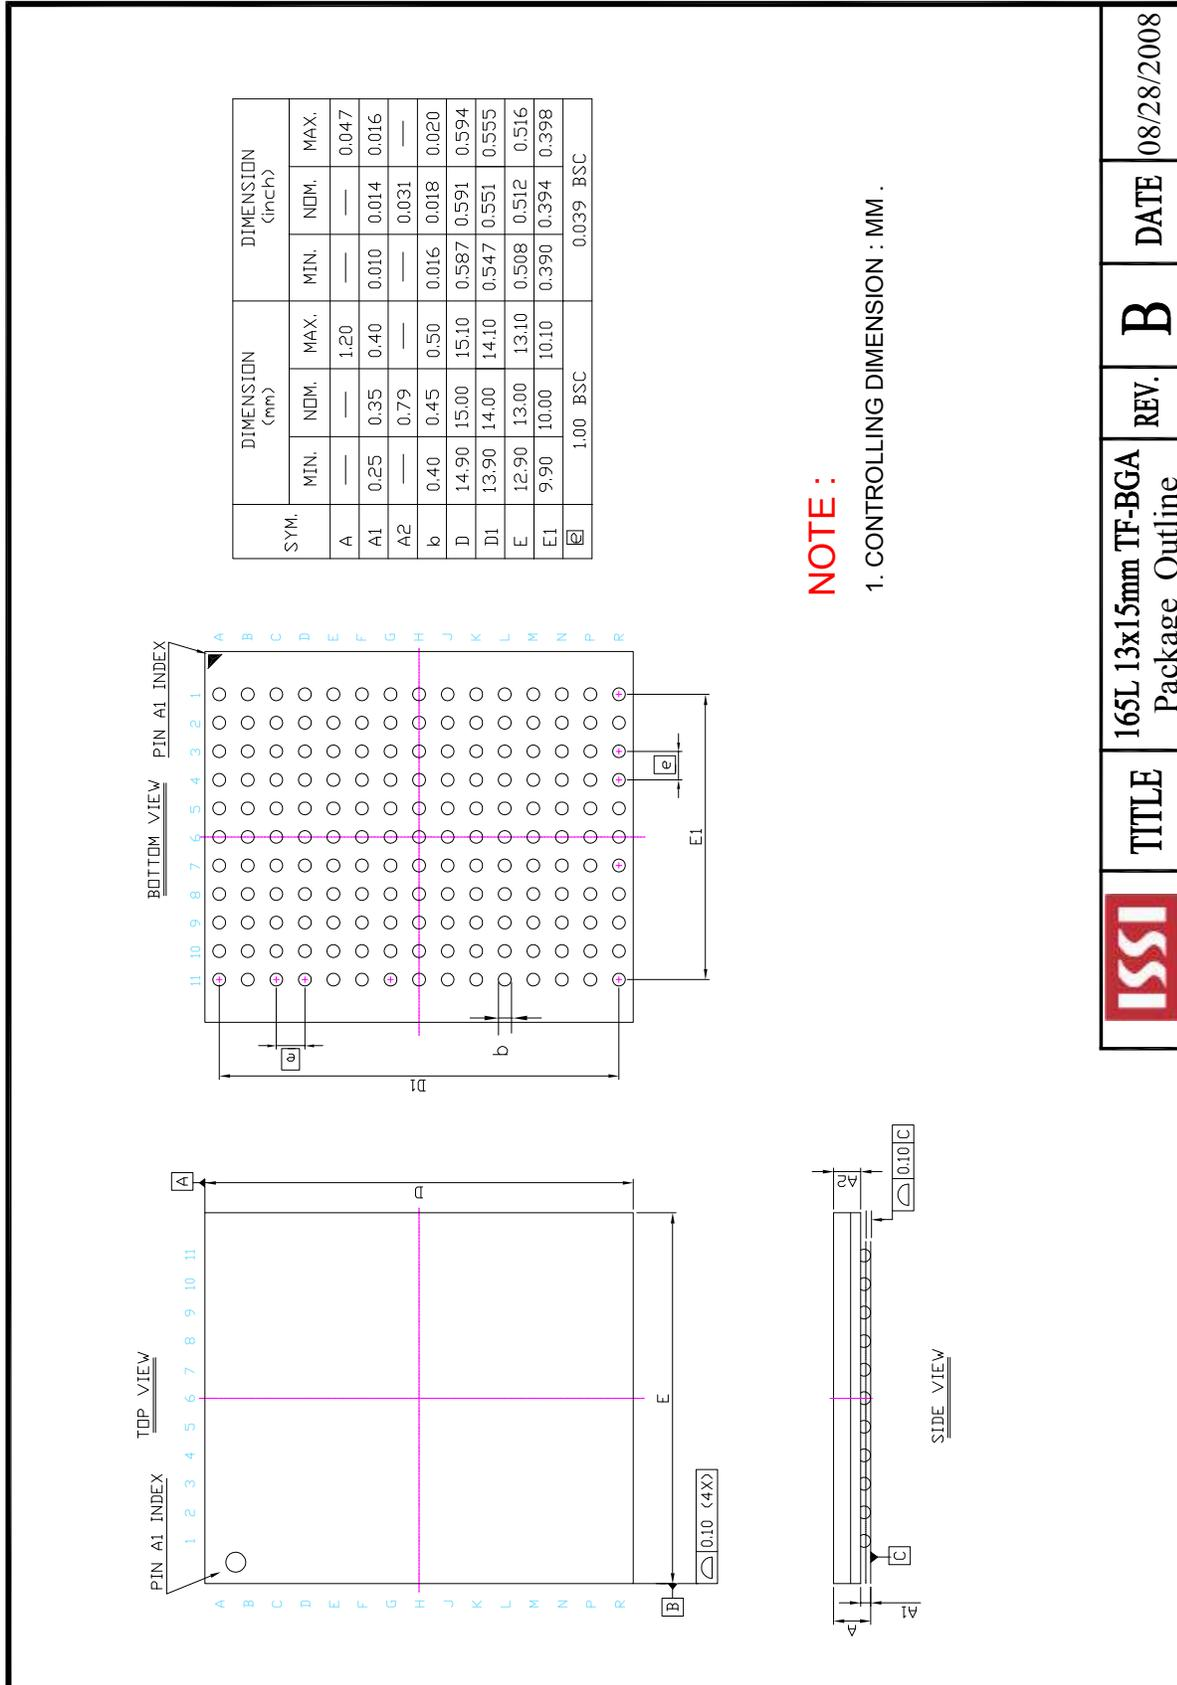 TOP VIEW
PIN A1 INDEX
1 2 3 4 5 6 7 8 9 10 11
A
B
C
D
E
F
G
H
J
K
L
M
N
P
R
A
D
E
B
0.10 (4X)
BOTTOM VIEW
PIN A1 INDEX
11 10 9 8 7 6 5 4 3 2 1
A
B
C
D
E
F
G
H
J
K
L
M
N
P
R
e
D1
b
e
E1
SIDE VIEW
A
A1
A2
C
0.10 C
SYM. DIMENSION (mm) DIMENSION (inch)
MIN. NOM. MAX. MIN. NOM. MAX.
A — — 1.20 — — 0.047
A1 0.25 0.35 0.40 0.010 0.014 0.016
A2 — 0.79 — — 0.031 —
b 0.40 0.45 0.50 0.016 0.018 0.020
D 14.90 15.00 15.10 0.587 0.591 0.594
D1 13.90 14.00 14.10 0.547 0.551 0.555
E 12.90 13.00 13.10 0.508 0.512 0.516
E1 9.90 10.00 10.10 0.390 0.394 0.398
e 1.00 BSC 0.039 BSC
NOTE :
1. CONTROLLING DIMENSION : MM .
ISSI
TITLE
165L 13x15mm TF-BGA
Package Outline
REV.
B
DATE
08/28/2008